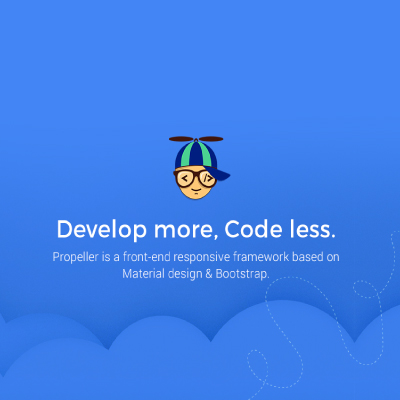 Develop more, Code less.
Propeller is a front-end responsive framework based on
Material design & Bootstrap.